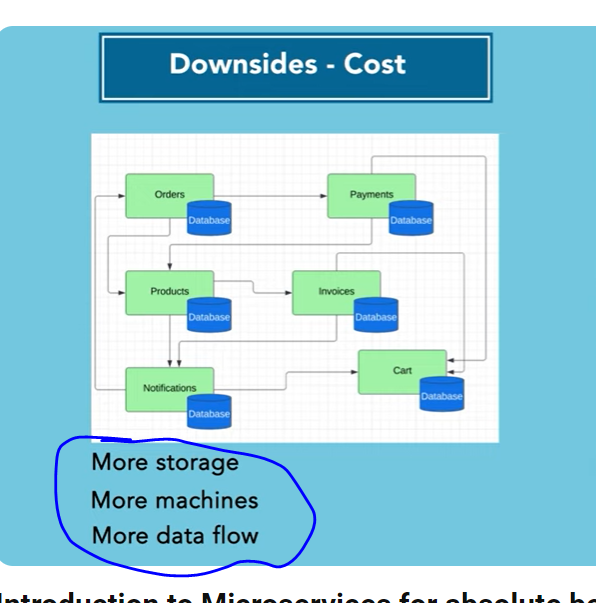 Downsides - Cost
Orders
Database
Payments
Database
Products
Database
Invoices
Database
Cart
Database
Notifications
Database
More storage
More machines
More data flow
Introduction to Microservices for absolute